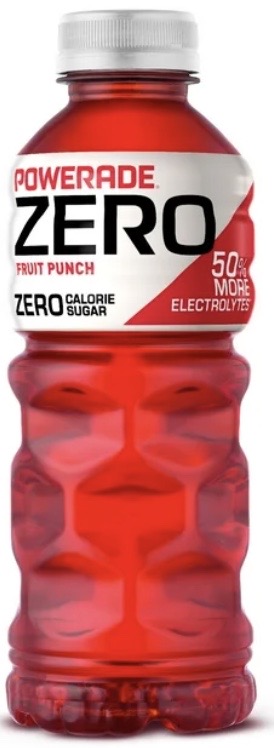 POWERADE
ZERO
FRUIT PUNCH
ZERO CALORIE
SUGAR
50%
MORE
ELECTROLYTES